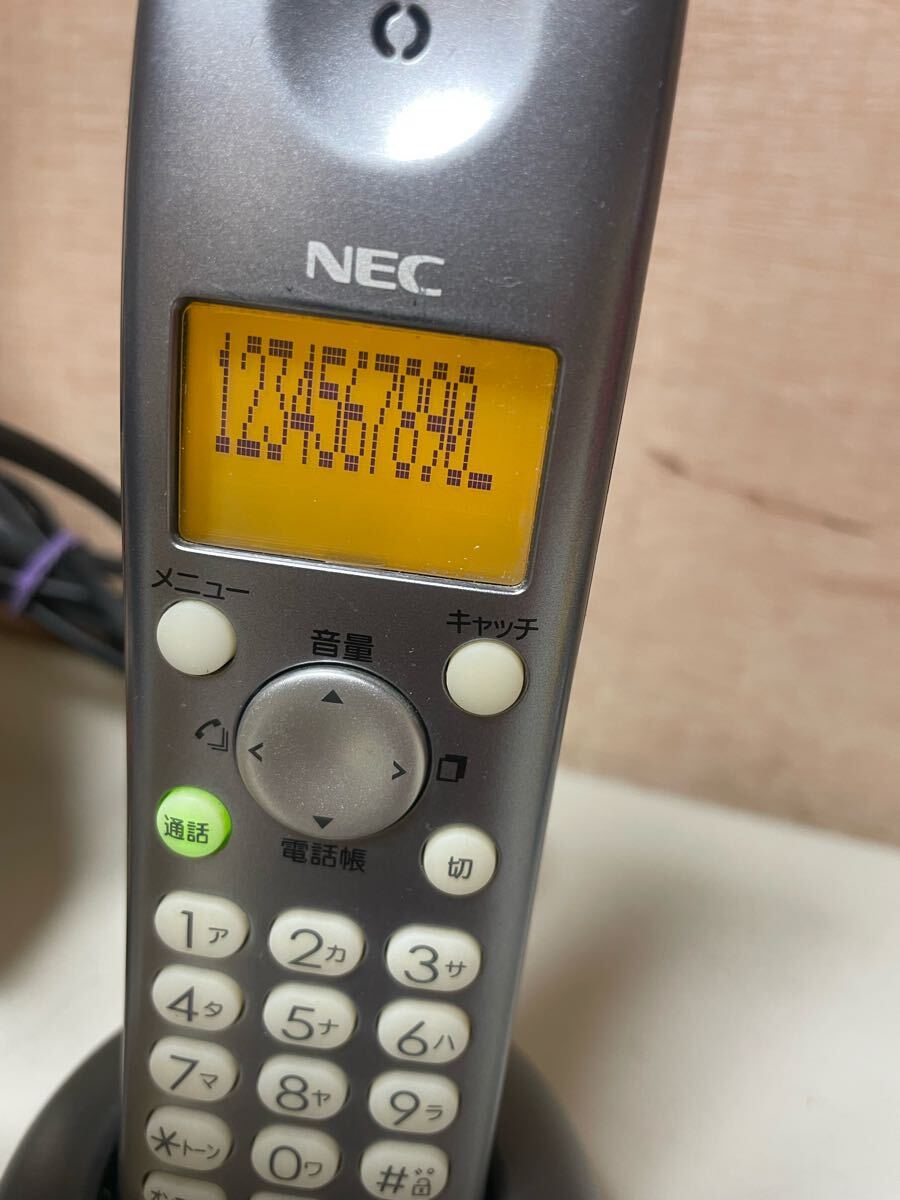 NEC
1234567890_
メニュー
キャッチ
音量
通話
電話帳
切
1ア 2カ 3サ
4タ 5ナ 6ハ
7マ 8ヤ 9ラ
*トーン 0ワ #